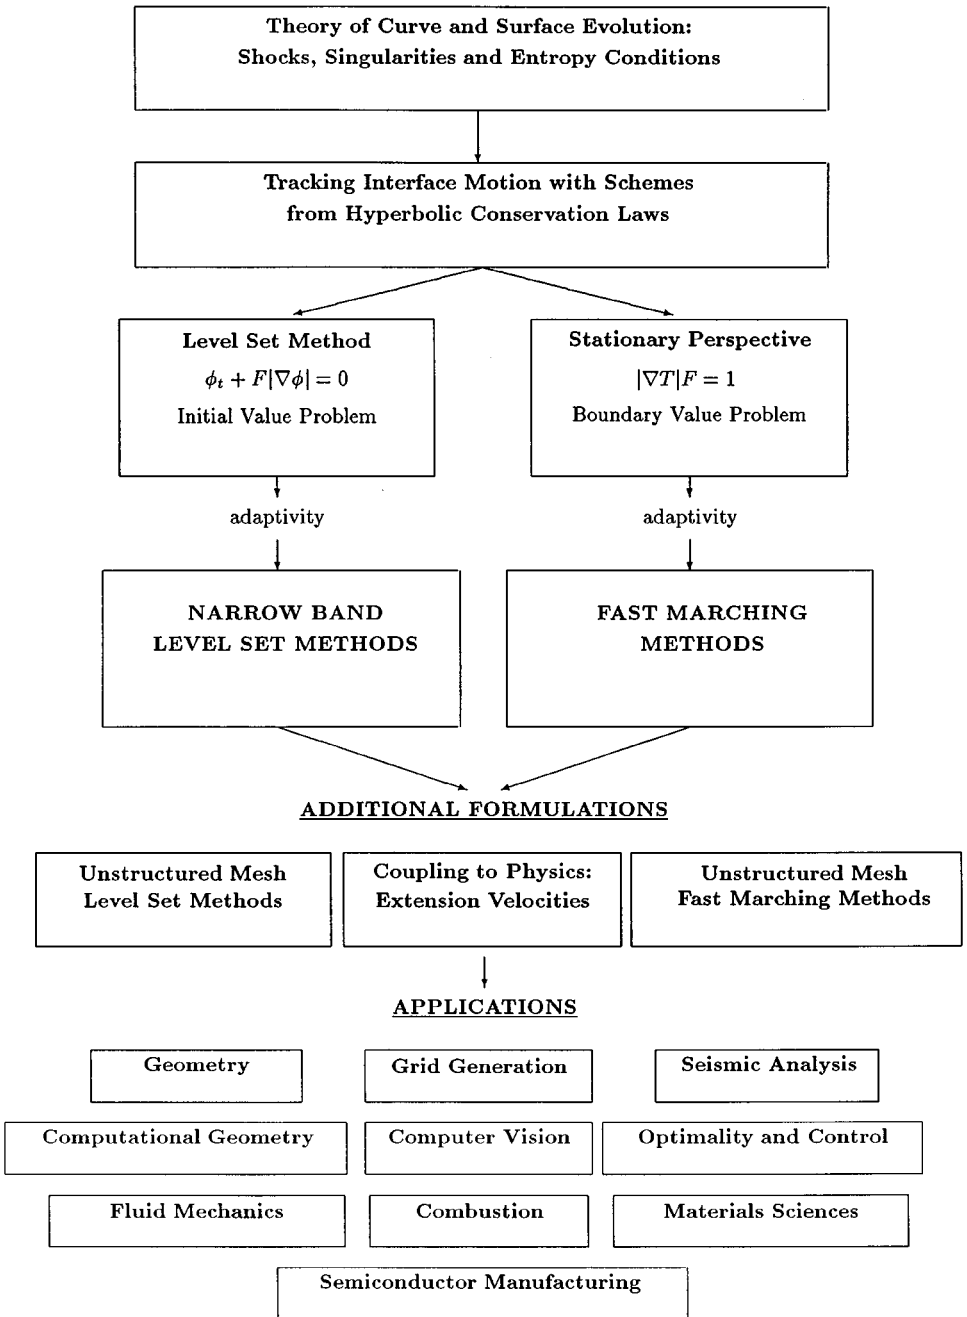 Theory of Curve and Surface Evolution:
Shocks, Singularities and Entropy Conditions
Tracking Interface Motion with Schemes
from Hyperbolic Conservation Laws
Level Set Method
ϕₜ + F|∇ϕ| = 0
Initial Value Problem
Stationary Perspective
|∇T|F = 1
Boundary Value Problem
adaptivity
adaptivity
NARROW BAND
LEVEL SET METHODS
FAST MARCHING
METHODS
ADDITIONAL FORMULATIONS
Unstructured Mesh
Level Set Methods
Coupling to Physics:
Extension Velocities
Unstructured Mesh
Fast Marching Methods
APPLICATIONS
Geometry
Grid Generation
Seismic Analysis
Computational Geometry
Computer Vision
Optimality and Control
Fluid Mechanics
Combustion
Materials Sciences
Semiconductor Manufacturing